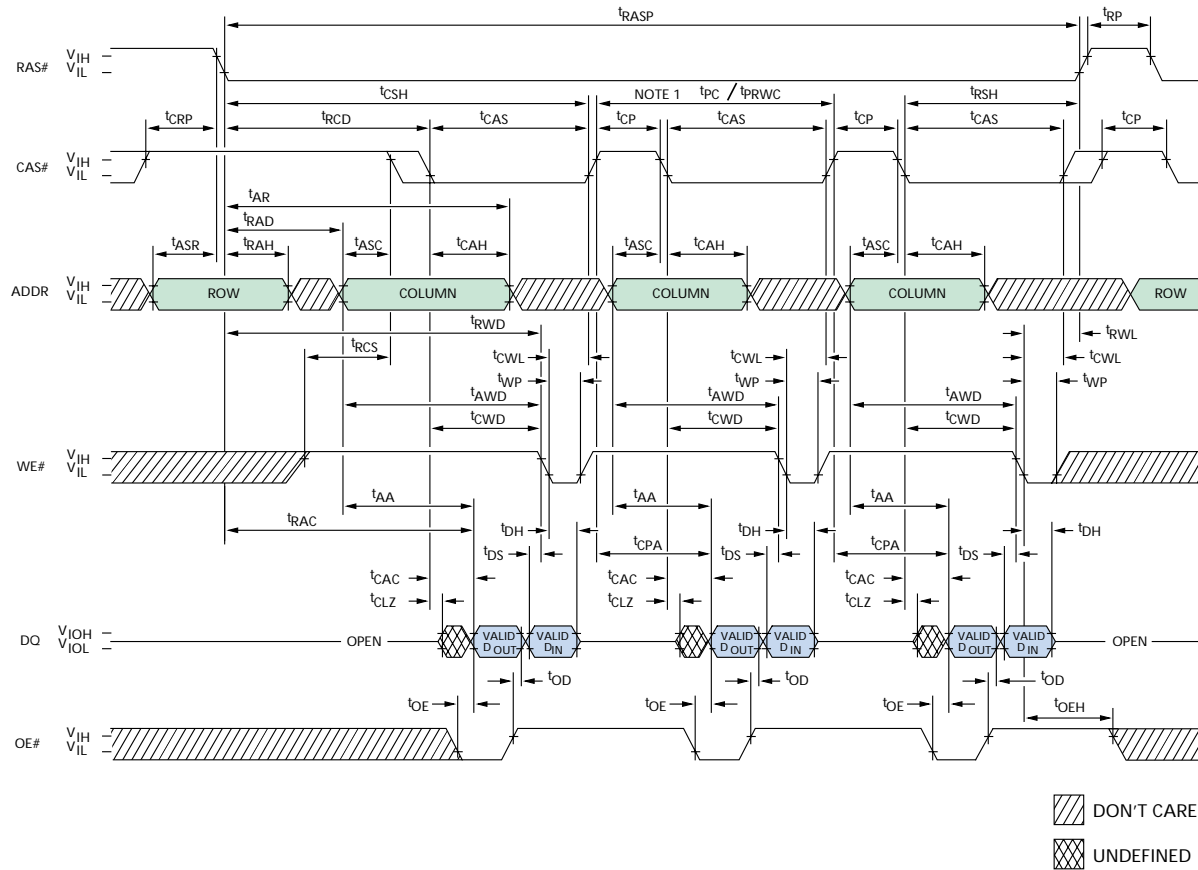 tRASP tRP
RAS# VIH
VIL
tCSH NOTE 1 tPC / tPRWC tRSH
tCRP tRCD tCAS tCP tCAS tCP tCAS tCP
CAS# VIH
VIL
tAR
tRAD
tASR tRAH tASC tCAH tASC tCAH tASC tCAH
ADDR VIH
VIL
ROW COLUMN COLUMN COLUMN ROW
tRWD tRWL
tRCS tCWL tCWL tCWL
tWP tWP tWP
tAWD tAWD tAWD
tCWD tCWD tCWD
WE# VIH
VIL
tAA tAA tAA
tRAC tDH tDH tDH
tDS tCPA tDS tCPA tDS
tCAC tCAC tCAC
tCLZ tCLZ tCLZ
DQ VIOH
VIOL
OPEN VALID DOUT VALID DIN VALID DOUT VALID DIN VALID DOUT VALID DIN OPEN
tOD tOD tOD
tOE tOE tOE tOEH
OE# VIH
VIL
DON'T CARE
UNDEFINED